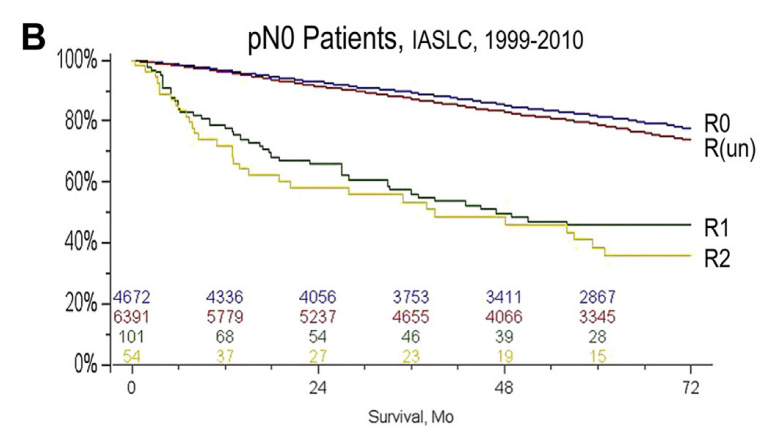 B
pN0 Patients, IASLC, 1999-2010
100%
80%
60%
40%
20%
0%
R0
R(un)
R1
R2
4672 4336 4056 3753 3411 2867
6391 5779 5237 4655 4066 3345
101 68 54 46 39 28
54 37 27 23 19 15
0 24 48 72
Survival, Mo